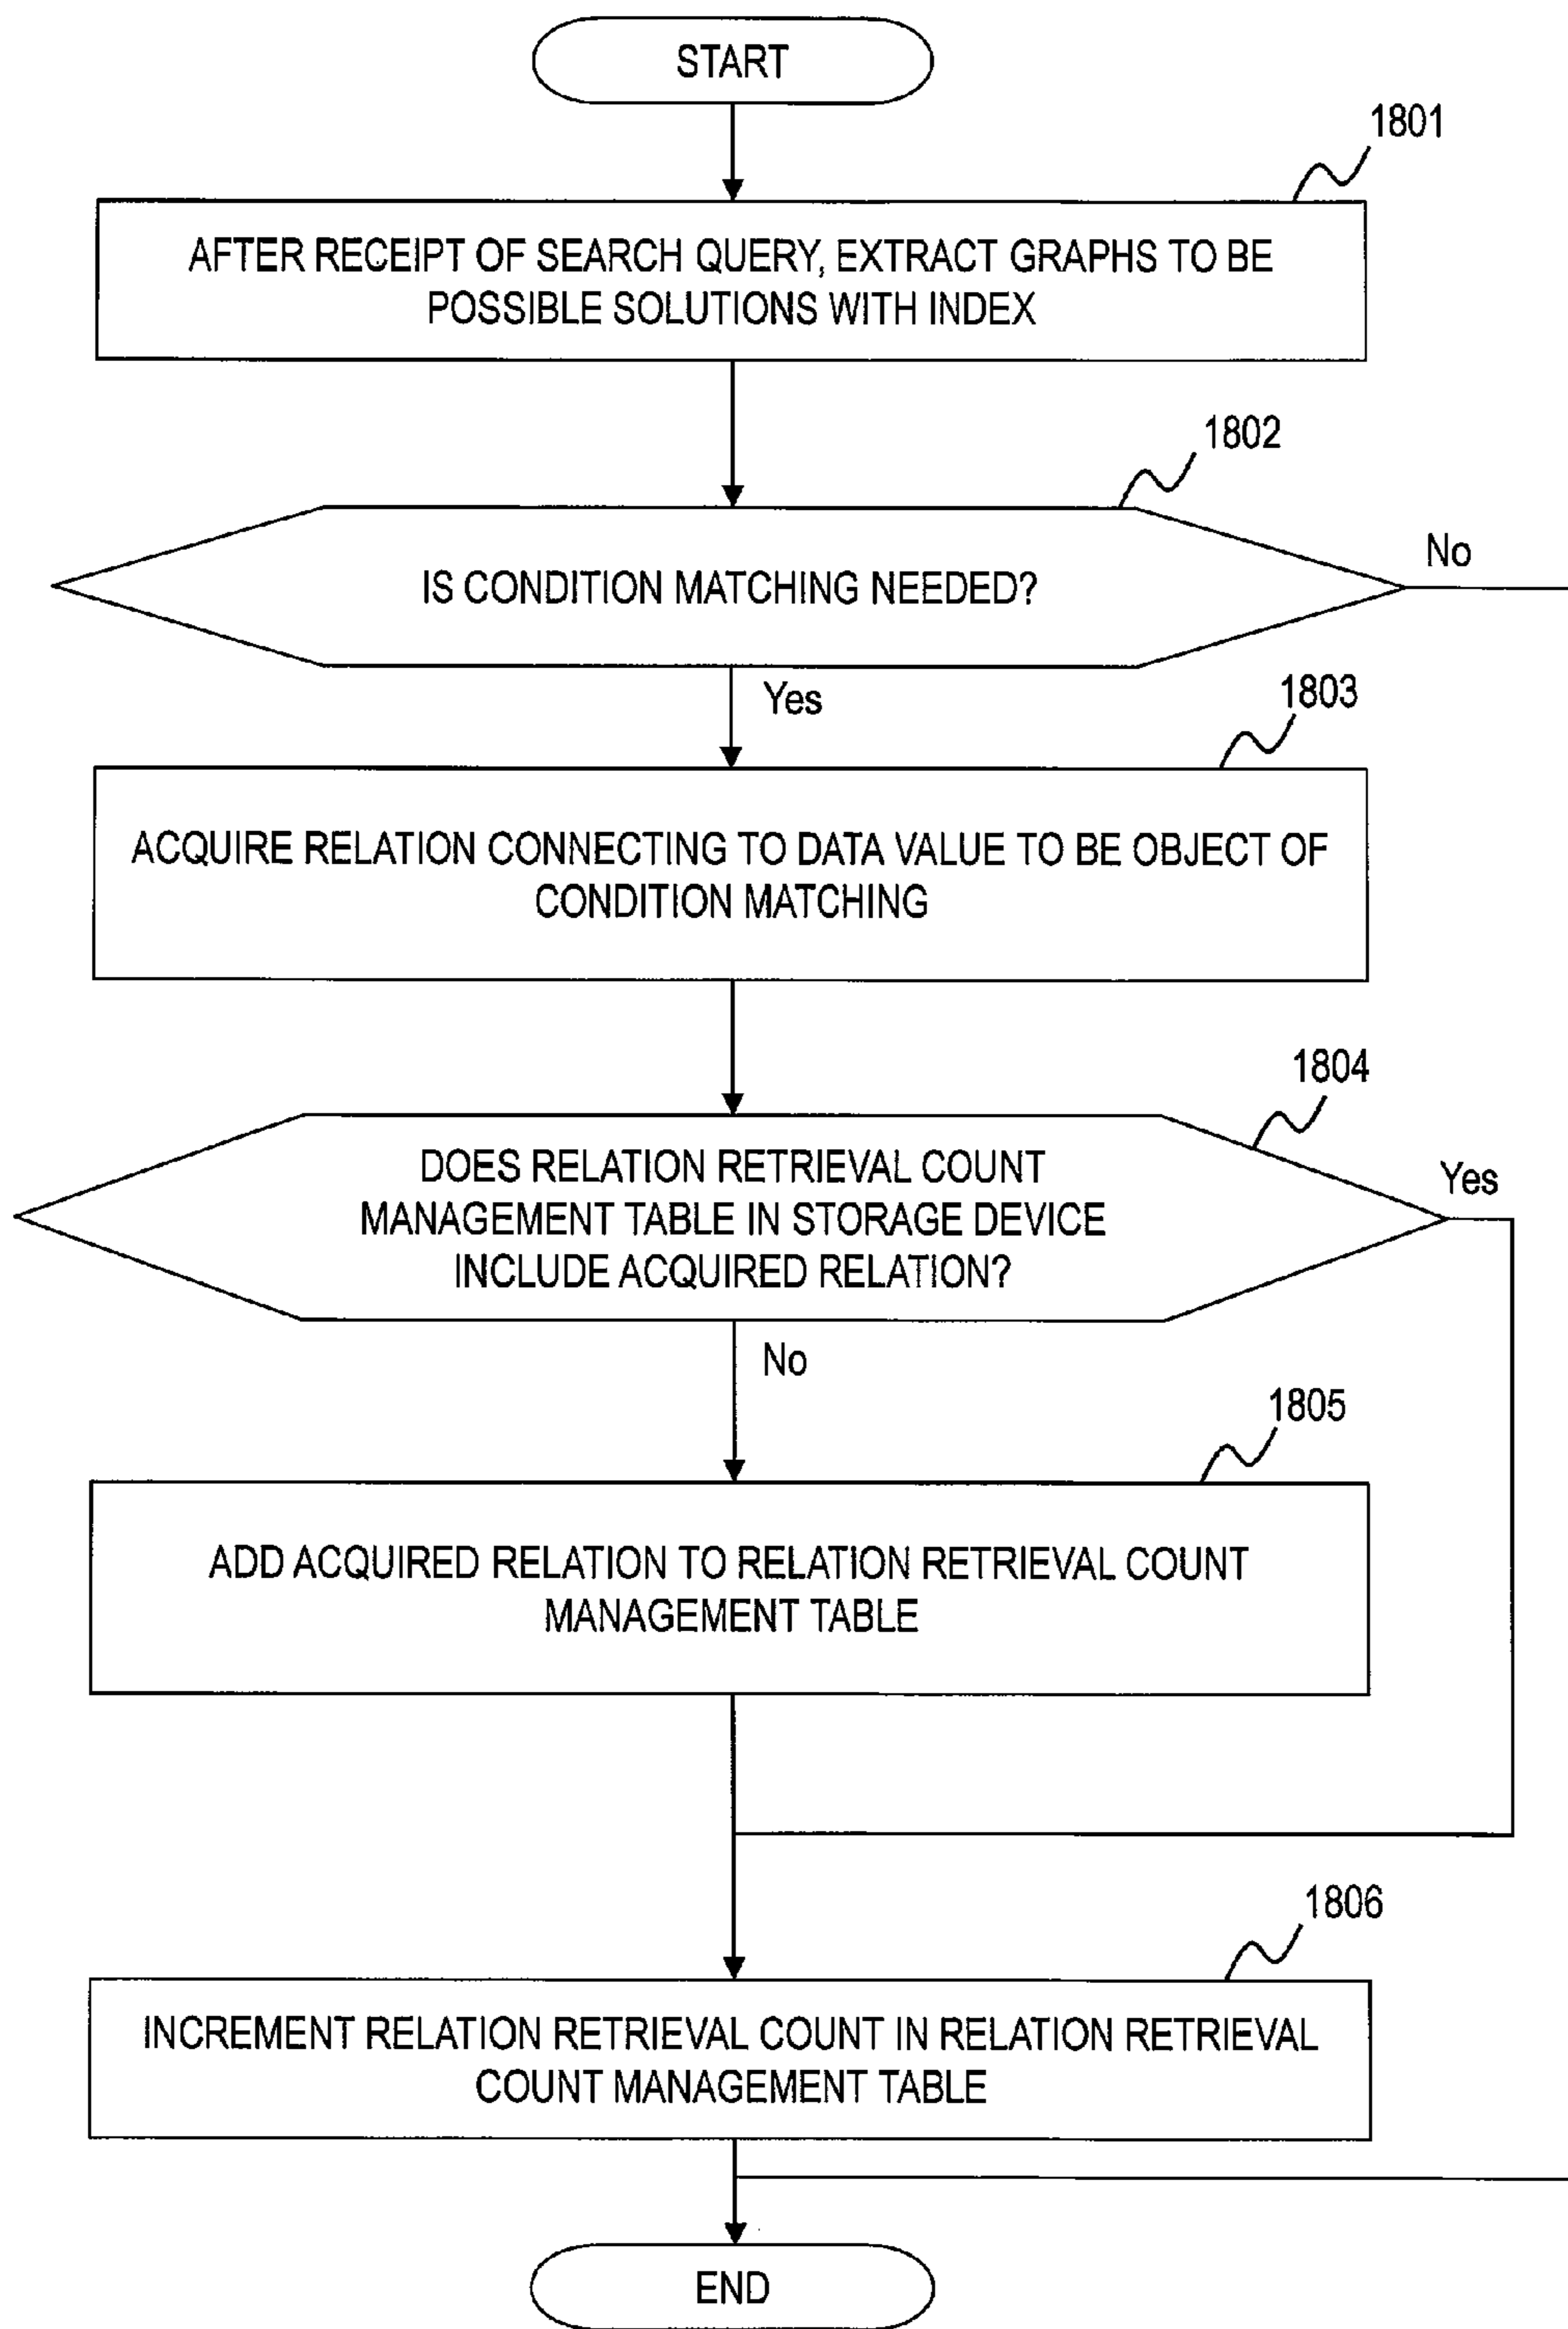 START
1801
AFTER RECEIPT OF SEARCH QUERY, EXTRACT GRAPHS TO BE
POSSIBLE SOLUTIONS WITH INDEX
1802
IS CONDITION MATCHING NEEDED?
No
Yes
1803
ACQUIRE RELATION CONNECTING TO DATA VALUE TO BE OBJECT OF
CONDITION MATCHING
1804
DOES RELATION RETRIEVAL COUNT
MANAGEMENT TABLE IN STORAGE DEVICE
INCLUDE ACQUIRED RELATION?
Yes
No
1805
ADD ACQUIRED RELATION TO RELATION RETRIEVAL COUNT
MANAGEMENT TABLE
1806
INCREMENT RELATION RETRIEVAL COUNT IN RELATION RETRIEVAL
COUNT MANAGEMENT TABLE
END